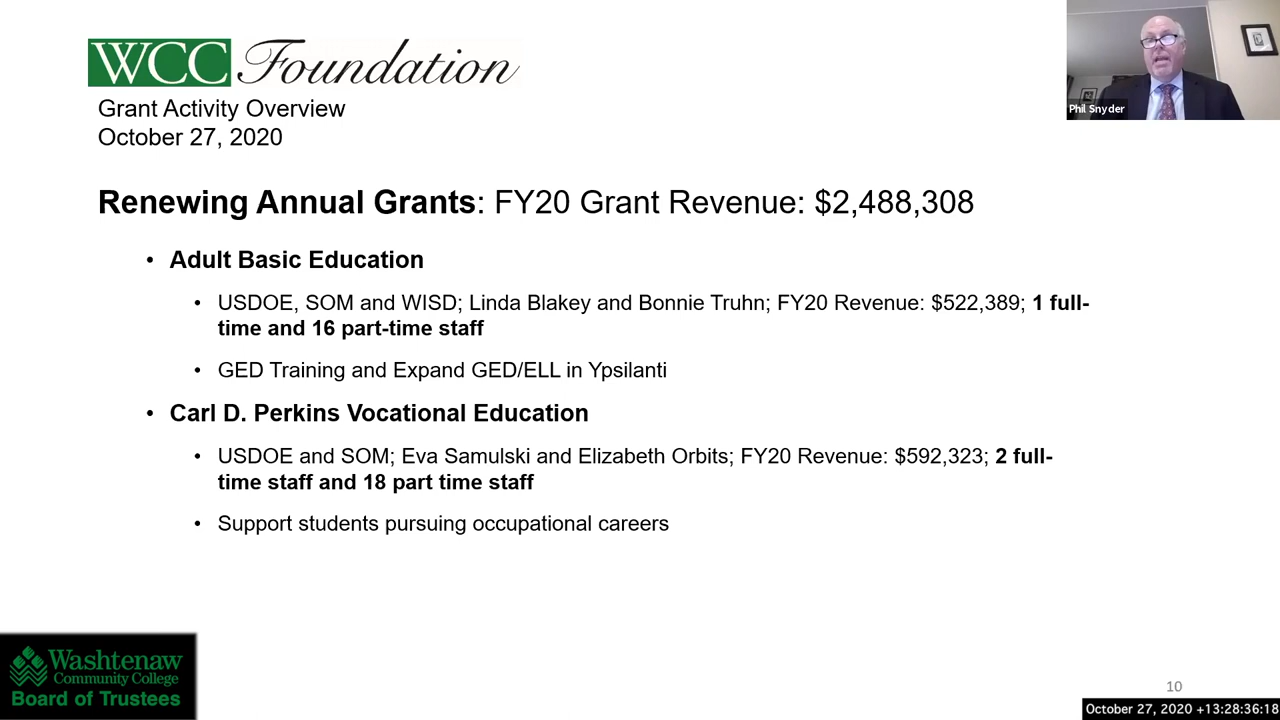 WCC Foundation
Grant Activity Overview
October 27, 2020
Phil Snyder
Renewing Annual Grants: FY20 Grant Revenue: $2,488,308
• Adult Basic Education
• USDOE, SOM and WISD; Linda Blakey and Bonnie Truhn; FY20 Revenue: $522,389; 1 full-
time and 16 part-time staff
• GED Training and Expand GED/ELL in Ypsilanti
• Carl D. Perkins Vocational Education
• USDOE and SOM; Eva Samulski and Elizabeth Orbits; FY20 Revenue: $592,323; 2 full-
time staff and 18 part time staff
• Support students pursuing occupational careers
Washtenaw
Community College
Board of Trustees
10
October 27, 2020 +13:28:36:18